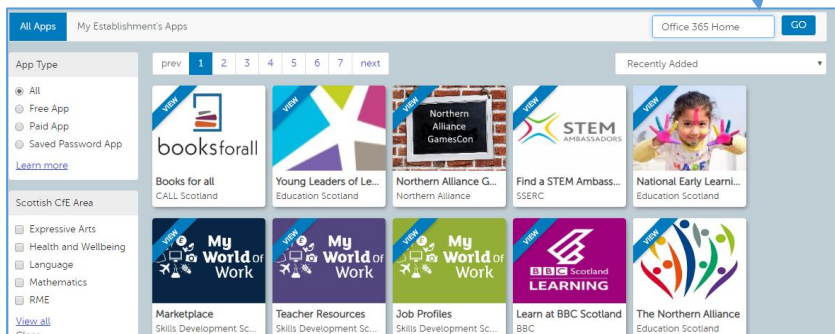 All Apps My Establishment's Apps Office 365 Home GO
App Type
All
Free App
Paid App
Saved Password App
Learn more
Scottish CfE Area
Expressive Arts
Health and Wellbeing
Language
Mathematics
RME
View all
prev 1 2 3 4 5 6 7 next Recently Added
VIEW VIEW VIEW VIEW VIEW
booksforall
Northern
Alliance
GamesCon
STEM
AMBASSADORS
Books for all Young Leaders of Le... Northern Alliance G... Find a STEM Ambass... National Early Learni...
CALL Scotland Education Scotland Northern Alliance SSERC Education Scotland
VIEW VIEW VIEW VIEW VIEW
My
World of
Work
My
World of
Work
My
World of
Work
BBC Scotland
LEARNING
Marketplace Teacher Resources Job Profiles Learn at BBC Scotland The Northern Alliance
Skills Development Sc... Skills Development Sc... Skills Development Sc... BBC Education Scotland